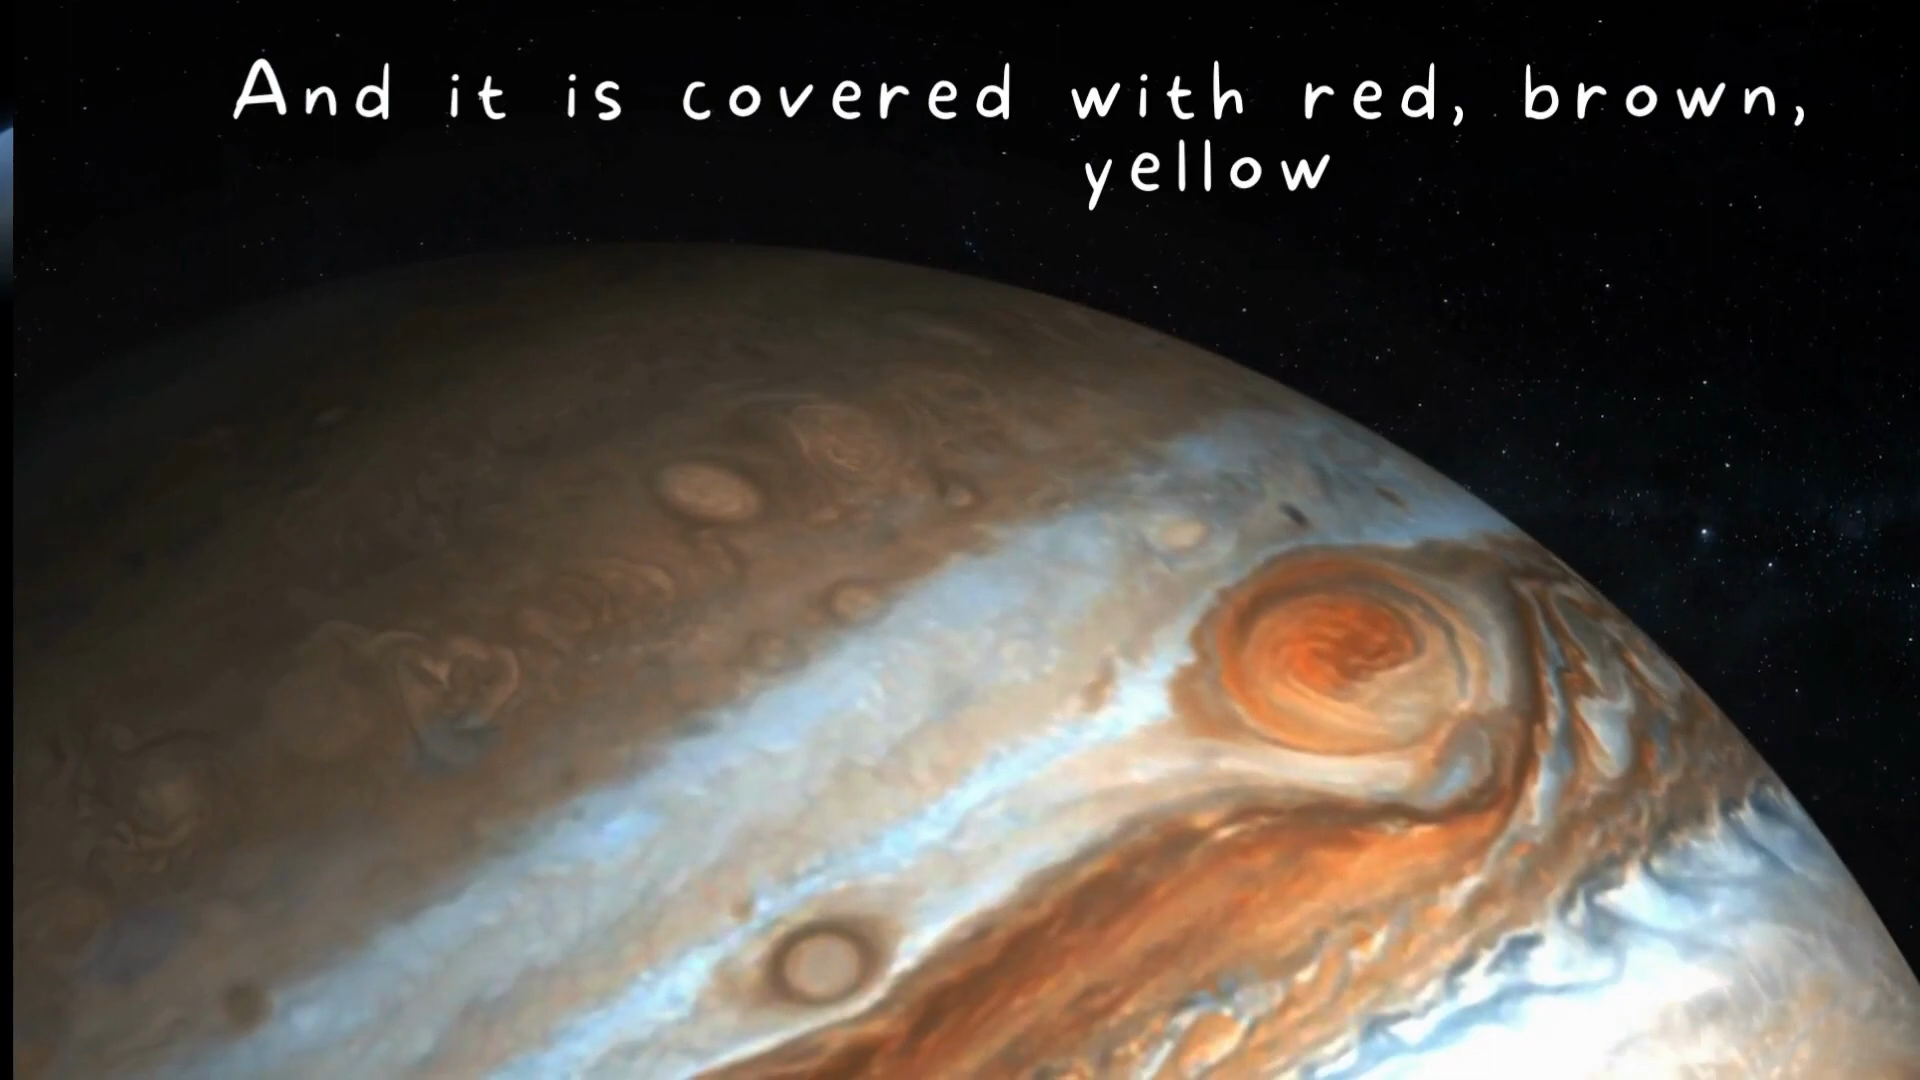 And it is covered with red, brown,
yellow